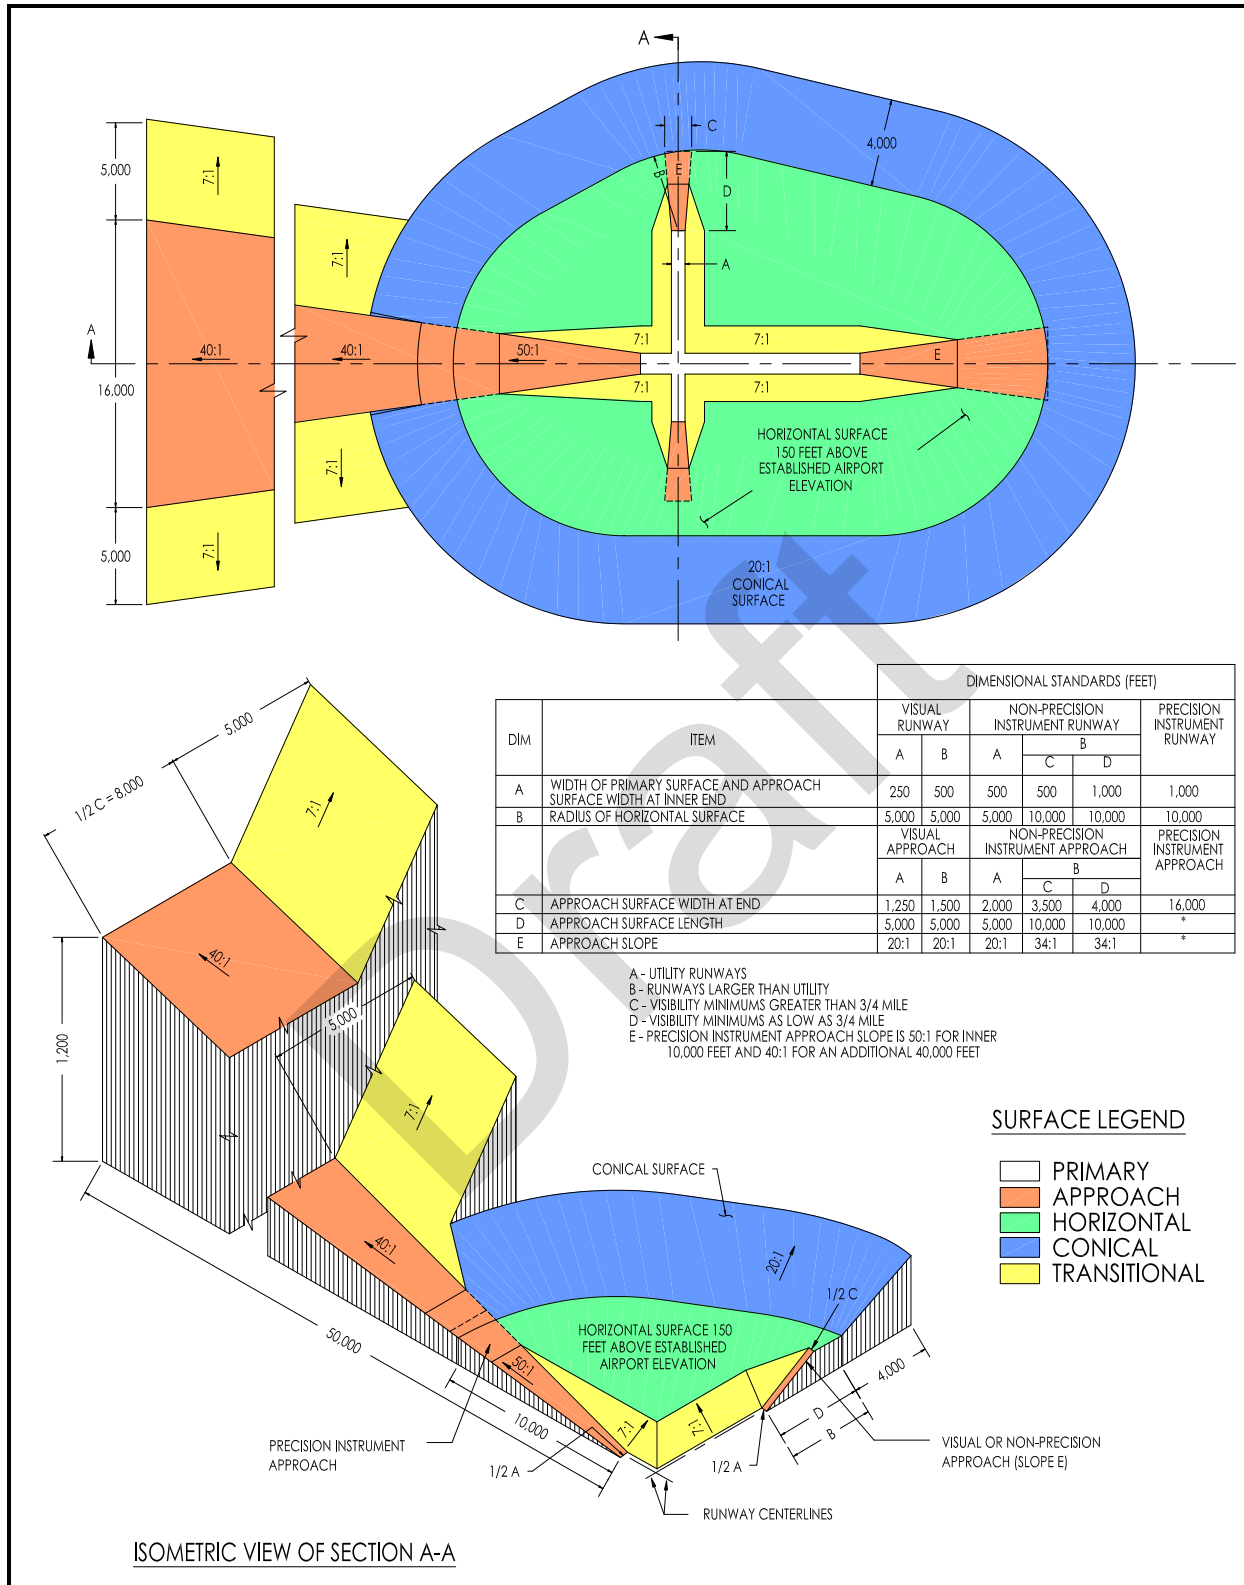 A
C
4,000
5,000
7:1
B
E
D
7:1
A
A
7:1
7:1
40:1
40:1
50:1
E
16,000
7:1
7:1
HORIZONTAL SURFACE
150 FEET ABOVE
ESTABLISHED AIRPORT
ELEVATION
7:1
5,000
7:1
20:1
CONICAL
SURFACE
Draft
DIMENSIONAL STANDARDS (FEET)
DIM
ITEM
VISUAL
RUNWAY
NON-PRECISION
INSTRUMENT RUNWAY
PRECISION
INSTRUMENT
RUNWAY
A B A B
C D
A WIDTH OF PRIMARY SURFACE AND APPROACH
SURFACE WIDTH AT INNER END 250 500 500 500 1,000 1,000
B RADIUS OF HORIZONTAL SURFACE 5,000 5,000 5,000 10,000 10,000 10,000
VISUAL
APPROACH
NON-PRECISION
INSTRUMENT APPROACH
PRECISION
INSTRUMENT
APPROACH
A B A B
C D
C APPROACH SURFACE WIDTH AT END 1,250 1,500 2,000 3,500 4,000 16,000
D APPROACH SURFACE LENGTH 5,000 5,000 5,000 10,000 10,000 *
E APPROACH SLOPE 20:1 20:1 20:1 34:1 34:1 *
A - UTILITY RUNWAYS
B - RUNWAYS LARGER THAN UTILITY
C - VISIBILITY MINIMUMS GREATER THAN 3/4 MILE
D - VISIBILITY MINIMUMS AS LOW AS 3/4 MILE
E - PRECISION INSTRUMENT APPROACH SLOPE IS 50:1 FOR INNER
10,000 FEET AND 40:1 FOR AN ADDITIONAL 40,000 FEET
5,000
1/2 C = 8,000
7:1
40:1
5,000
1,200
7:1
SURFACE LEGEND
PRIMARY
APPROACH
HORIZONTAL
CONICAL
TRANSITIONAL
CONICAL SURFACE
40:1
20:1
1/2 C
HORIZONTAL SURFACE 150
FEET ABOVE ESTABLISHED
AIRPORT ELEVATION
50,000
50:1
4,000
10,000
7:1
7:1
D
B
PRECISION INSTRUMENT
APPROACH
1/2 A
1/2 A
VISUAL OR NON-PRECISION
APPROACH (SLOPE E)
RUNWAY CENTERLINES
ISOMETRIC VIEW OF SECTION A-A